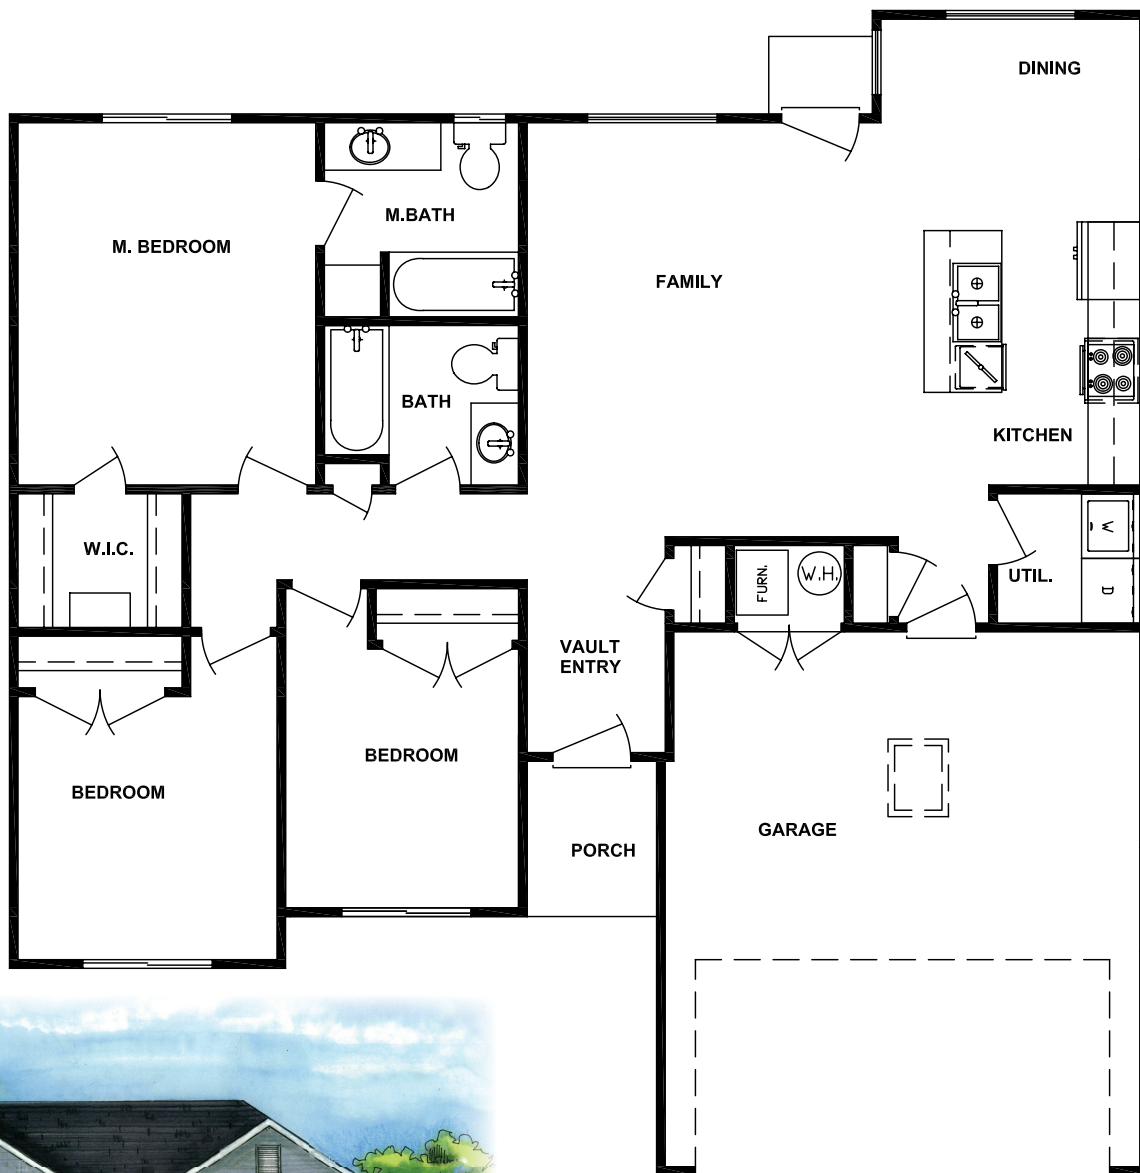 DINING
M.BATH
M. BEDROOM
FAMILY
BATH
KITCHEN
W.I.C.
FURN.
W.H.
W
UTIL.
D
VAULT
ENTRY
BEDROOM
BEDROOM
GARAGE
PORCH